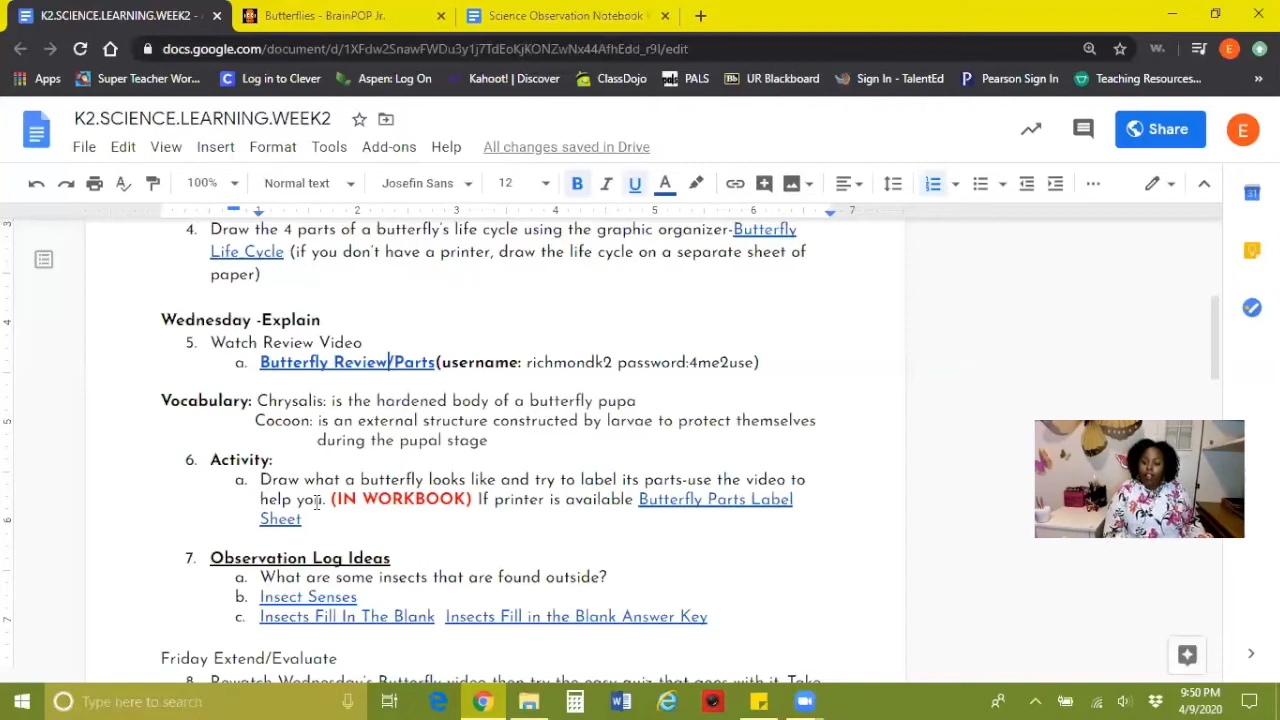 K2.SCIENCE.LEARNING.WEEK2 -
Butterflies - BrainPOP Jr.
Science Observation Notebook
docs.google.com/document/d/1XFdw2SnawFWDu3y1j7TdEoKjKONZwNx44AfhEdd_r9I/edit
Apps
Super Teacher Wor...
Log in to Clever
Aspen: Log On
Kahoot! | Discover
ClassDojo
PALS
UR Blackboard
Sign In - TalentEd
Pearson Sign In
Teaching Resources...
K2.SCIENCE.LEARNING.WEEK2
File Edit View Insert Format Tools Add-ons Help All changes saved in Drive
Share
E
100% Normal text Josefin Sans 12
1 2 3 4 5 6 7
4. Draw the 4 parts of a butterfly's life cycle using the graphic organizer-Butterfly
Life Cycle (if you don't have a printer, draw the life cycle on a separate sheet of
paper)
Wednesday -Explain
5. Watch Review Video
a. Butterfly Review/Parts(username: richmondk2 password:4me2use)
Vocabulary: Chrysalis: is the hardened body of a butterfly pupa
Cocoon: is an external structure constructed by larvae to protect themselves
during the pupal stage
6. Activity:
a. Draw what a butterfly looks like and try to label its parts-use the video to
help you. (IN WORKBOOK) If printer is available Butterfly Parts Label
Sheet
7. Observation Log Ideas
a. What are some insects that are found outside?
b. Insect Senses
c. Insects Fill In The Blank Insects Fill in the Blank Answer Key
Friday Extend/Evaluate
8. Rewatch Wednesday's Butterfly video then try the easy quiz that goes with it. Take
Type here to search
9:50 PM
4/9/2020